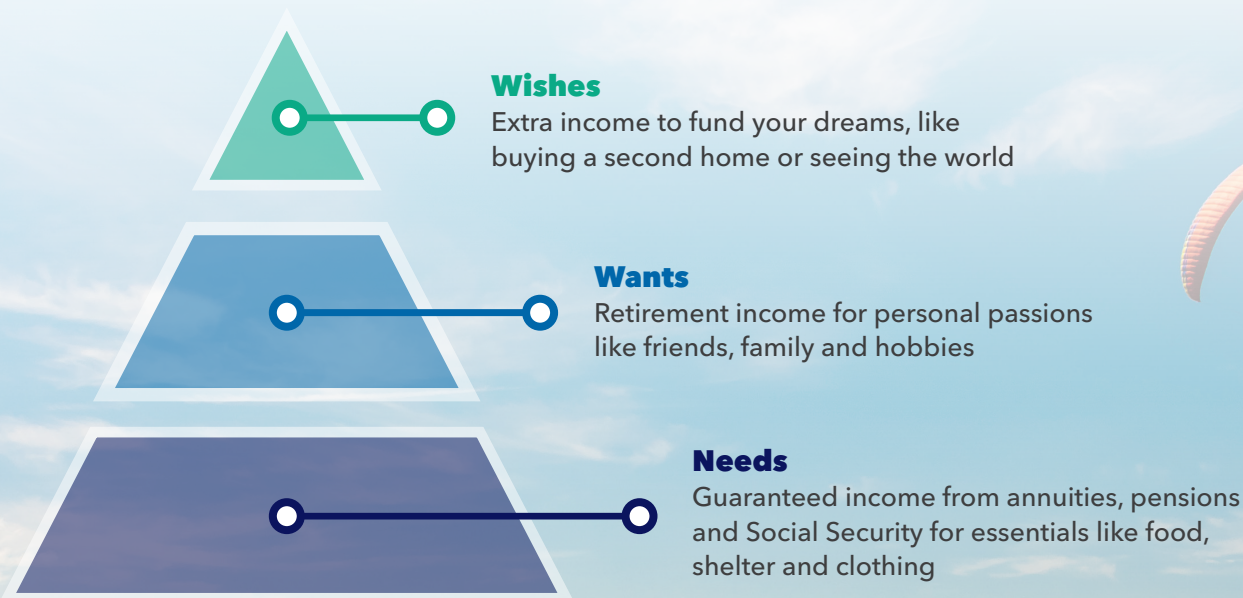 Wishes
Extra income to fund your dreams, like
buying a second home or seeing the world
Wants
Retirement income for personal passions
like friends, family and hobbies
Needs
Guaranteed income from annuities, pensions
and Social Security for essentials like food,
shelter and clothing